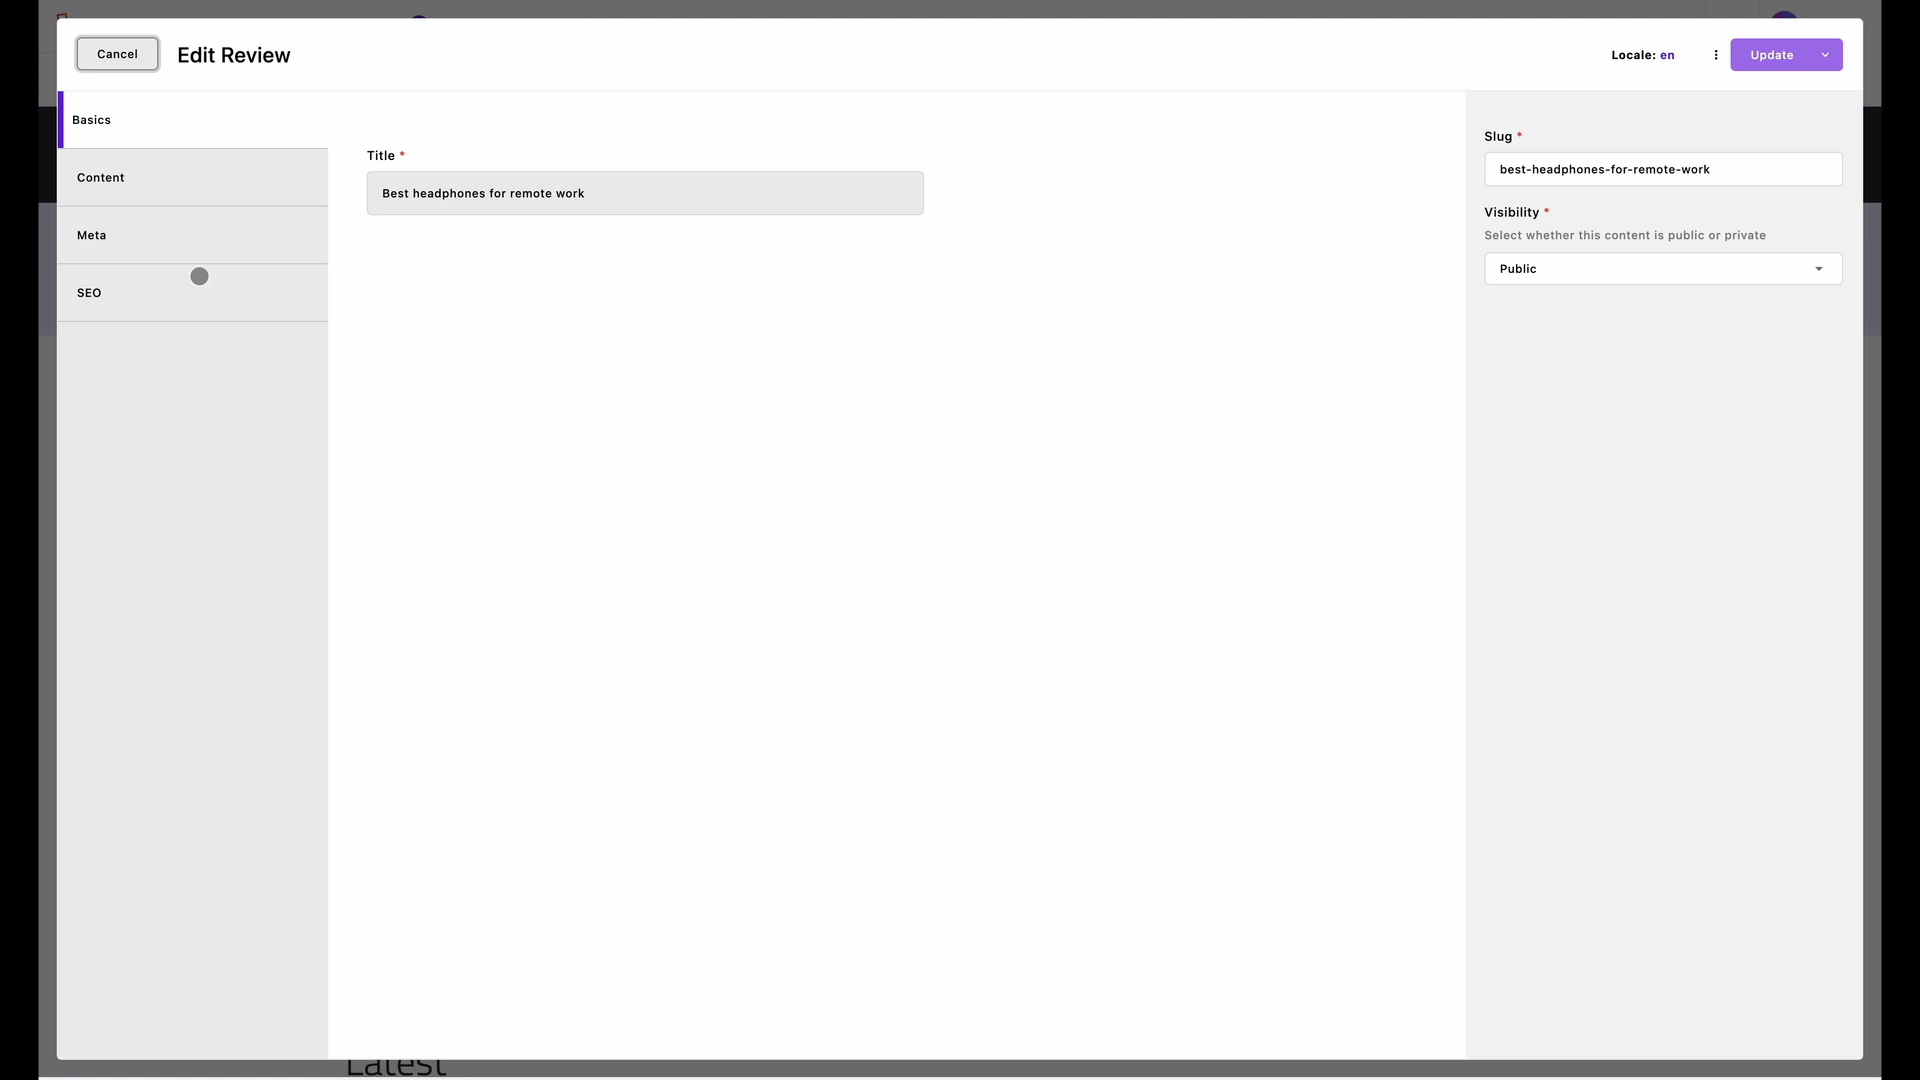 Cancel
Edit Review
Locale: en
Update
Basics
Content
Meta
SEO
Title *
Best headphones for remote work
Slug *
best-headphones-for-remote-work
Visibility *
Select whether this content is public or private
Public
Latest